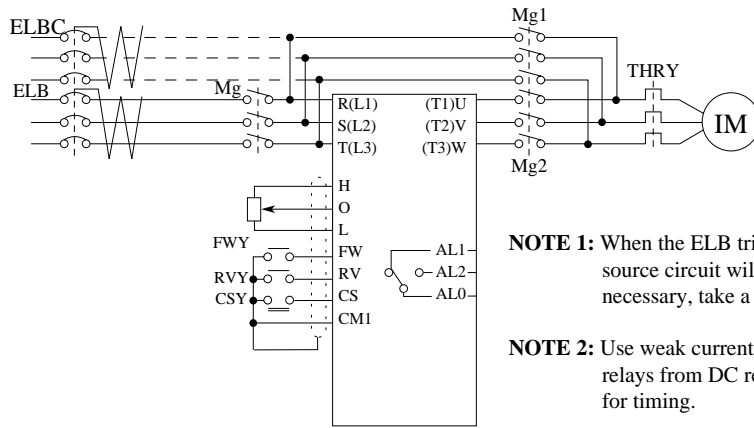 ELBC
Mg1
THRY
ELB
Mg
R(L1)
(T1)U
S(L2)
(T2)V
IM
T(L3)
(T3)W
Mg2
H
O
L
FWY
FW
AL1
RVY
RV
AL2
CSY
CS
AL0
CM1
NOTE 1: When the ELB tri
source circuit wil
necessary, take a
NOTE 2: Use weak current
relays from DC re
for timing.